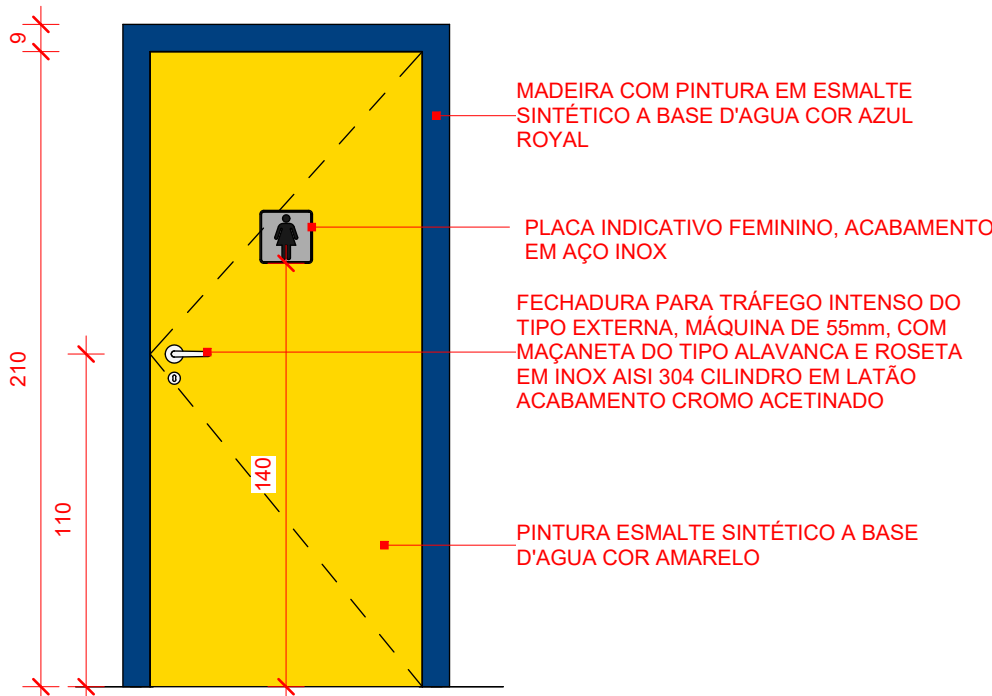 9
MADEIRA COM PINTURA EM ESMALTE
SINTÉTICO A BASE D'AGUA COR AZUL
ROYAL
PLACA INDICATIVO FEMININO, ACABAMENTO
EM AÇO INOX
FECHADURA PARA TRÁFEGO INTENSO DO
TIPO EXTERNA, MÁQUINA DE 55mm, COM
MAÇANETA DO TIPO ALAVANCA E ROSETA
EM INOX AISI 304 CILINDRO EM LATÃO
ACABAMENTO CROMO ACETINADO
210
140
110
PINTURA ESMALTE SINTÉTICO A BASE
D'AGUA COR AMARELO